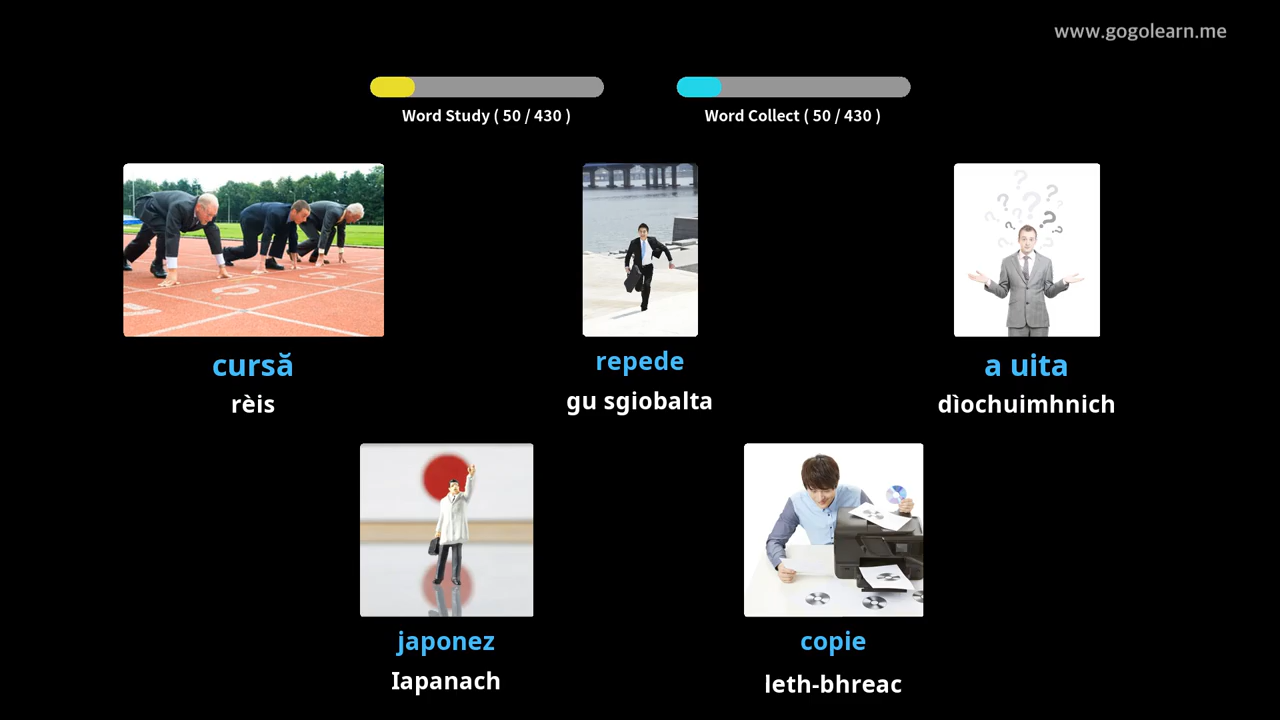 www.gogolearn.me
Word Study ( 50 / 430 )
Word Collect ( 50 / 430 )
cursă
rèis
repede
gu sgiobalta
a uita
dìochuimhnich
japonez
Iapanach
copie
leth-bhreac